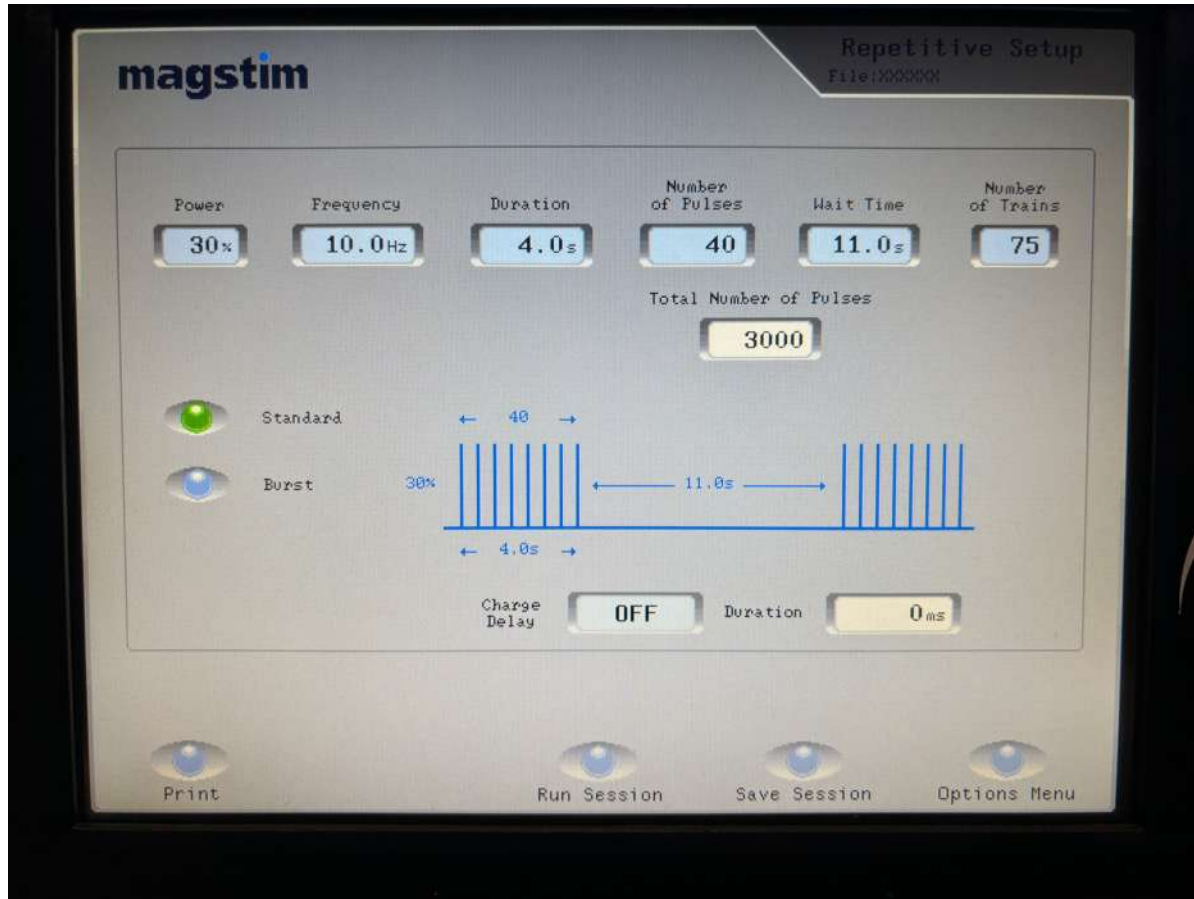 magstim
Repetitive Setup
File:XXXXXX
Power
Frequency
Duration
Number
of Pulses
Wait Time
Number
of Trains
30%
10.0Hz
4.0s
40
11.0s
75
Total Number of Pulses
3000
Standard
Burst
← 40 →
30%
← 11.0s →
← 4.0s →
Charge
Delay
OFF
Duration
0ms
Print
Run Session
Save Session
Options Menu